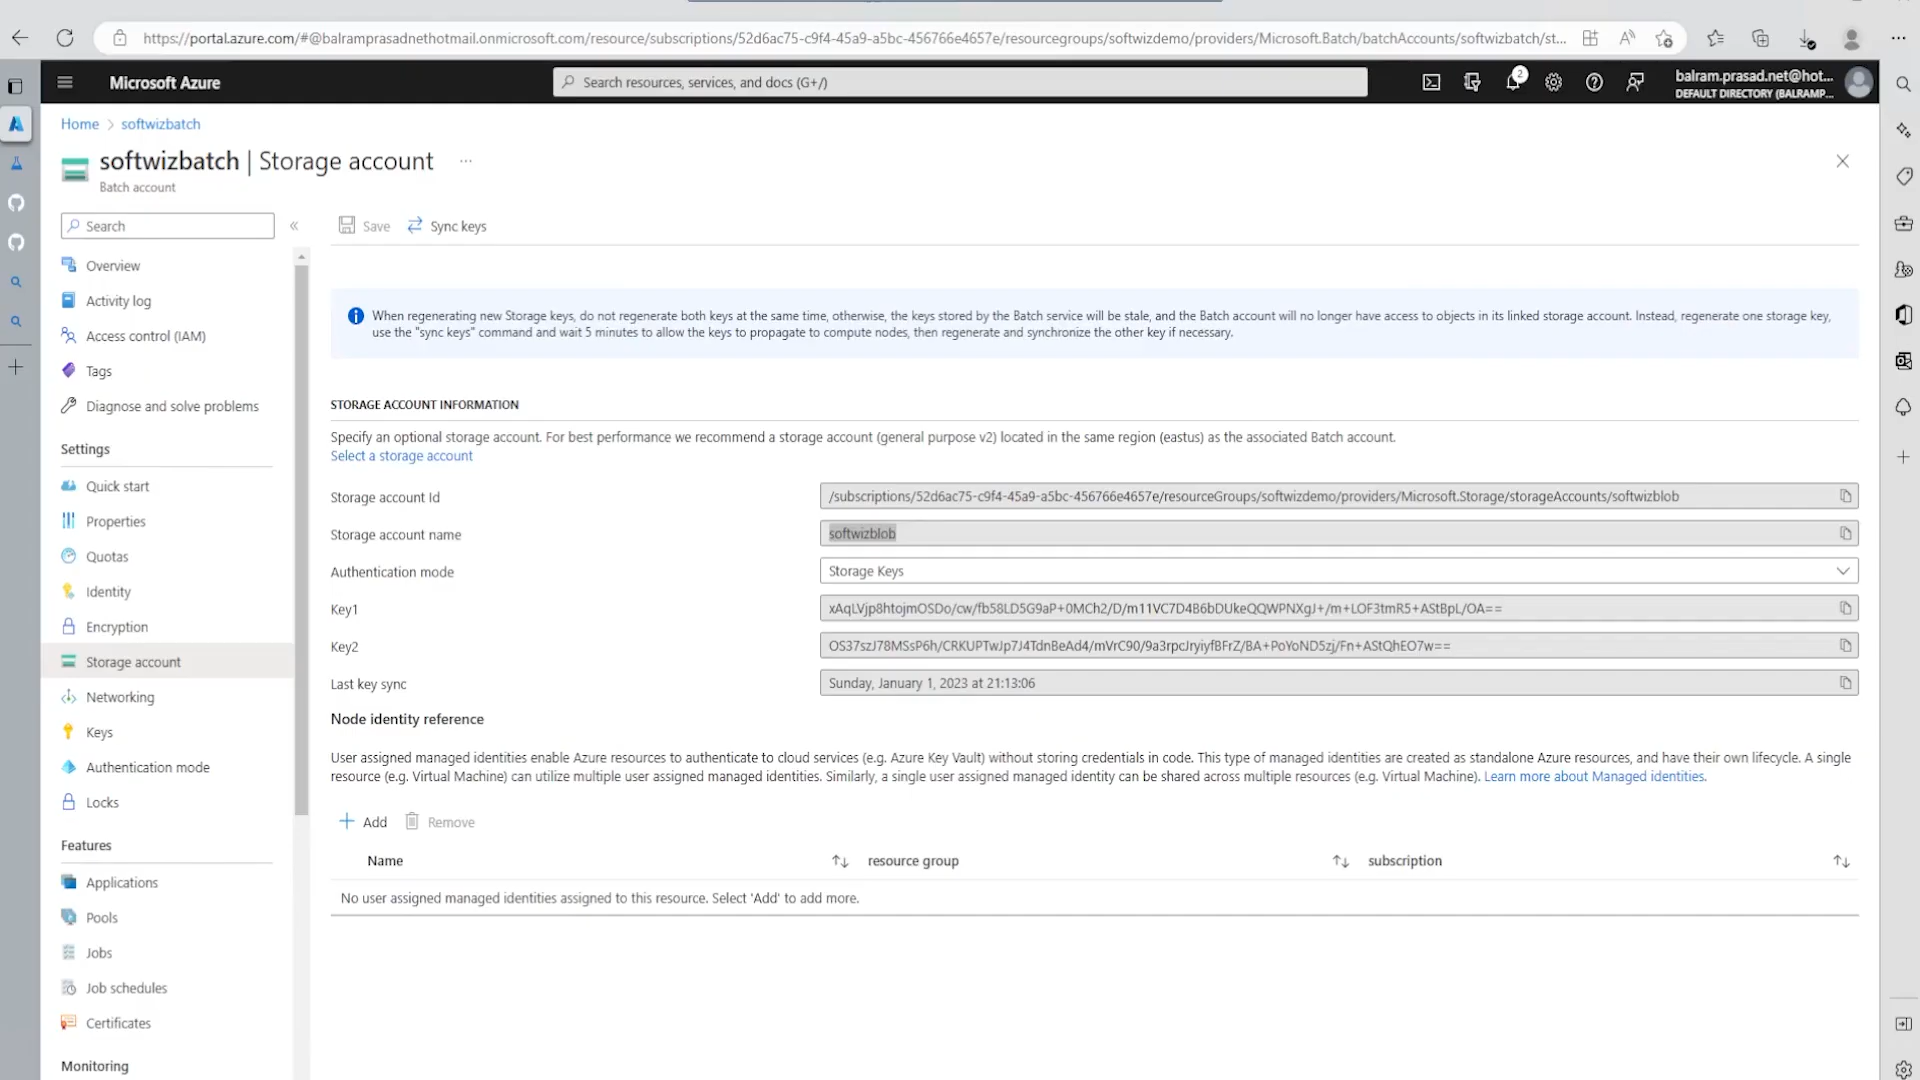 https://portal.azure.com/#@balramprasadnethotmail.onmicrosoft.com/resource/subscriptions/52d6ac75-c9f4-45a9-a5bc-456766e4657e/resourcegroups/softwizdemo/providers/Microsoft.Batch/batchAccounts/softwizbatch/st...
Microsoft Azure
Search resources, services, and docs (G+/)
2
balram.prasad.net@hot...
DEFAULT DIRECTORY (BALRAMP...
Home > softwizbatch
softwizbatch | Storage account ...
Batch account
Search
Save
Sync keys
Overview
Activity log
Access control (IAM)
Tags
Diagnose and solve problems
Settings
Quick start
Properties
Quotas
Identity
Encryption
Storage account
Networking
Keys
Authentication mode
Locks
Features
Applications
Pools
Jobs
Job schedules
Certificates
Monitoring
When regenerating new Storage keys, do not regenerate both keys at the same time, otherwise, the keys stored by the Batch service will be stale, and the Batch account will no longer have access to objects in its linked storage account. Instead, regenerate one storage key,
use the "sync keys" command and wait 5 minutes to allow the keys to propagate to compute nodes, then regenerate and synchronize the other key if necessary.
STORAGE ACCOUNT INFORMATION
Specify an optional storage account. For best performance we recommend a storage account (general purpose v2) located in the same region (eastus) as the associated Batch account.
Select a storage account
Storage account Id
/subscriptions/52d6ac75-c9f4-45a9-a5bc-456766e4657e/resourceGroups/softwizdemo/providers/Microsoft.Storage/storageAccounts/softwizblob
Storage account name
softwizblob
Authentication mode
Storage Keys
Key1
xAqLVjp8htojmOSDo/cw/fb58LD5G9aP+0MCh2/D/m11VC7D4B6bDUkeQQWPNXgJ+/m+LOF3tmR5+AStBpL/OA==
Key2
OS37szJ78MSsP6h/CRKUPTwJp7J4TdnBeAd4/mVrC90/9a3rpcJryiyfBFrZ/BA+PoYoND5zj/Fn+AStQhEO7w==
Last key sync
Sunday, January 1, 2023 at 21:13:06
Node identity reference
User assigned managed identities enable Azure resources to authenticate to cloud services (e.g. Azure Key Vault) without storing credentials in code. This type of managed identities are created as standalone Azure resources, and have their own lifecycle. A single
resource (e.g. Virtual Machine) can utilize multiple user assigned managed identities. Similarly, a single user assigned managed identity can be shared across multiple resources (e.g. Virtual Machine). Learn more about Managed identities.
Add
Remove
Name
resource group
subscription
No user assigned managed identities assigned to this resource. Select 'Add' to add more.